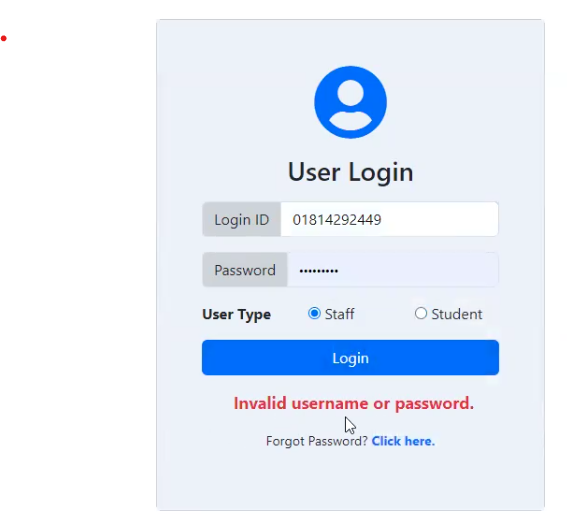 User Login
Login ID 01814292449
Password •••••••••
User Type Staff Student
Login
Invalid username or password.
Forgot Password? Click here.